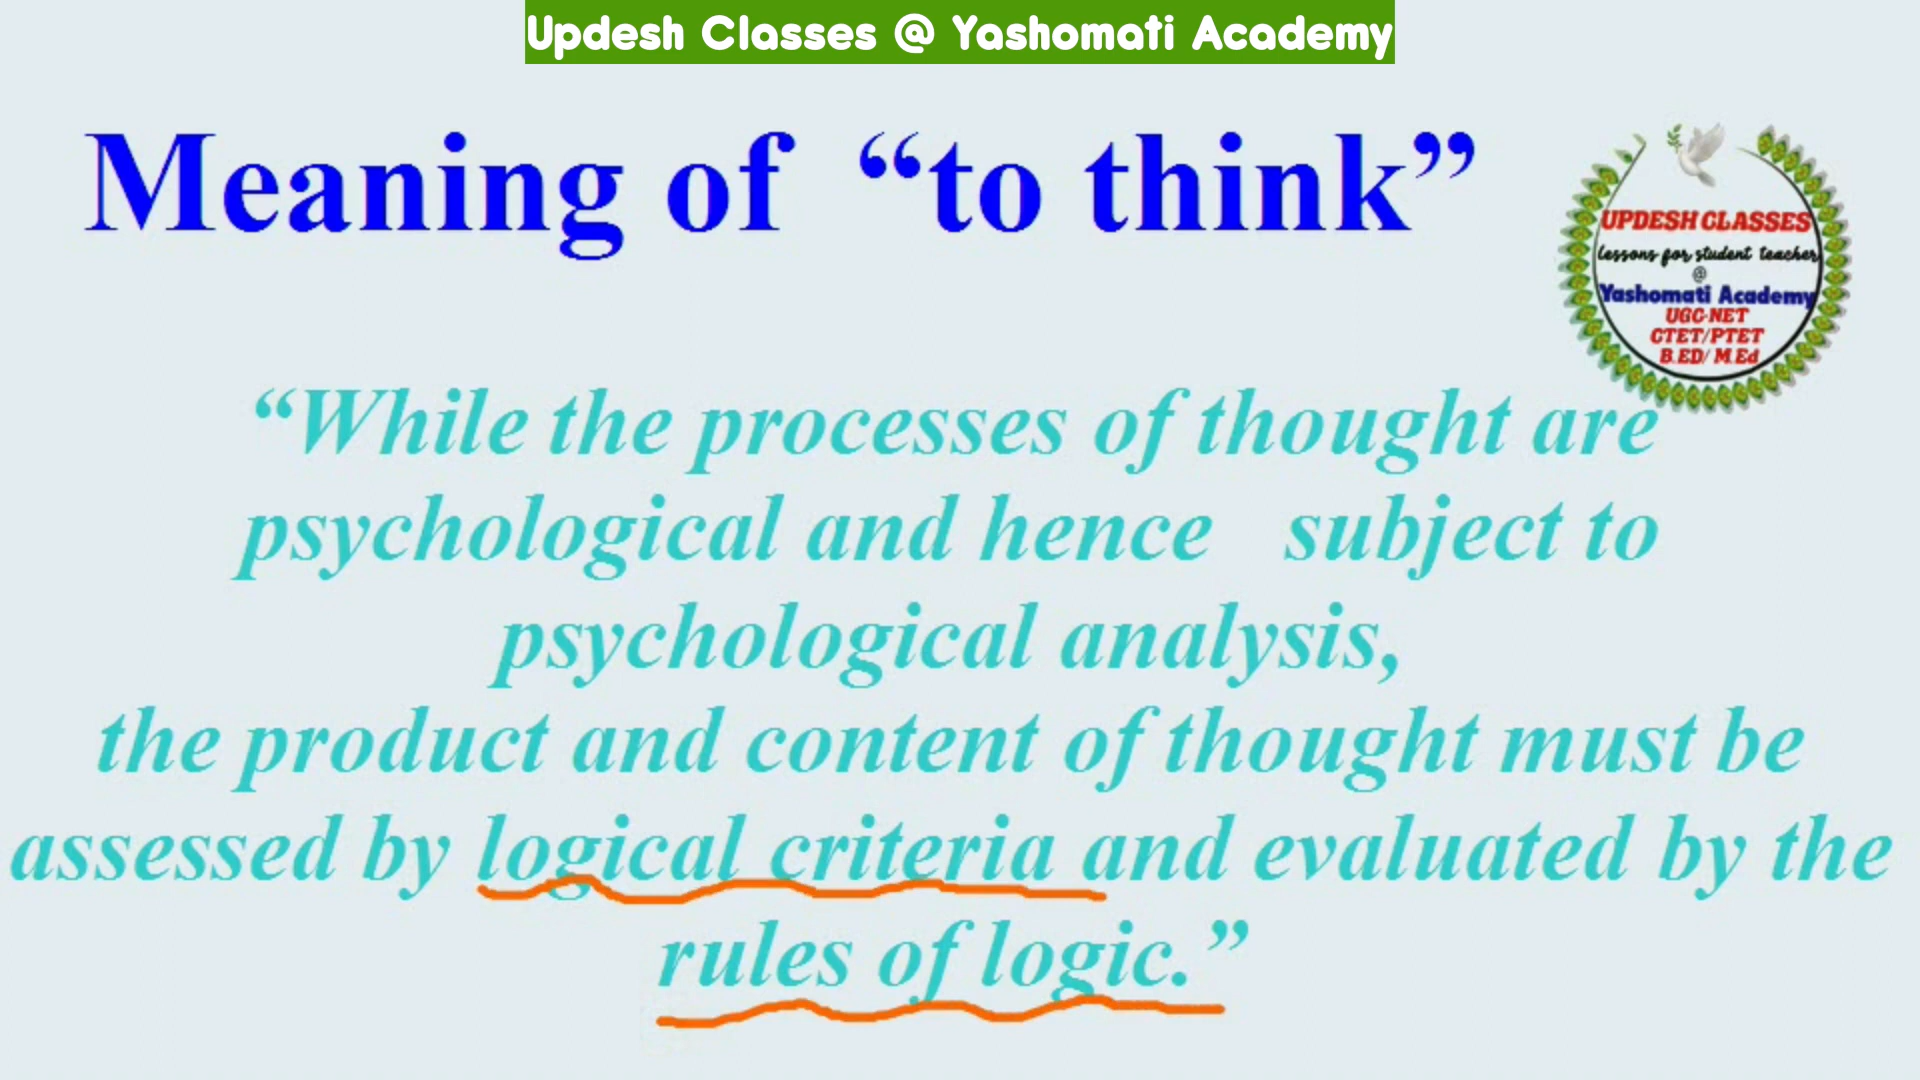 Updesh Classes @ Yashomati Academy
Meaning of “to think”
UPDESH CLASSES
lessons for student teacher
@
Yashomati Academy
UGC-NET
CTET/PTET
B.ED/ M.Ed
“While the processes of thought are
psychological and hence subject to
psychological analysis,
the product and content of thought must be
assessed by logical criteria and evaluated by the
rules of logic.”